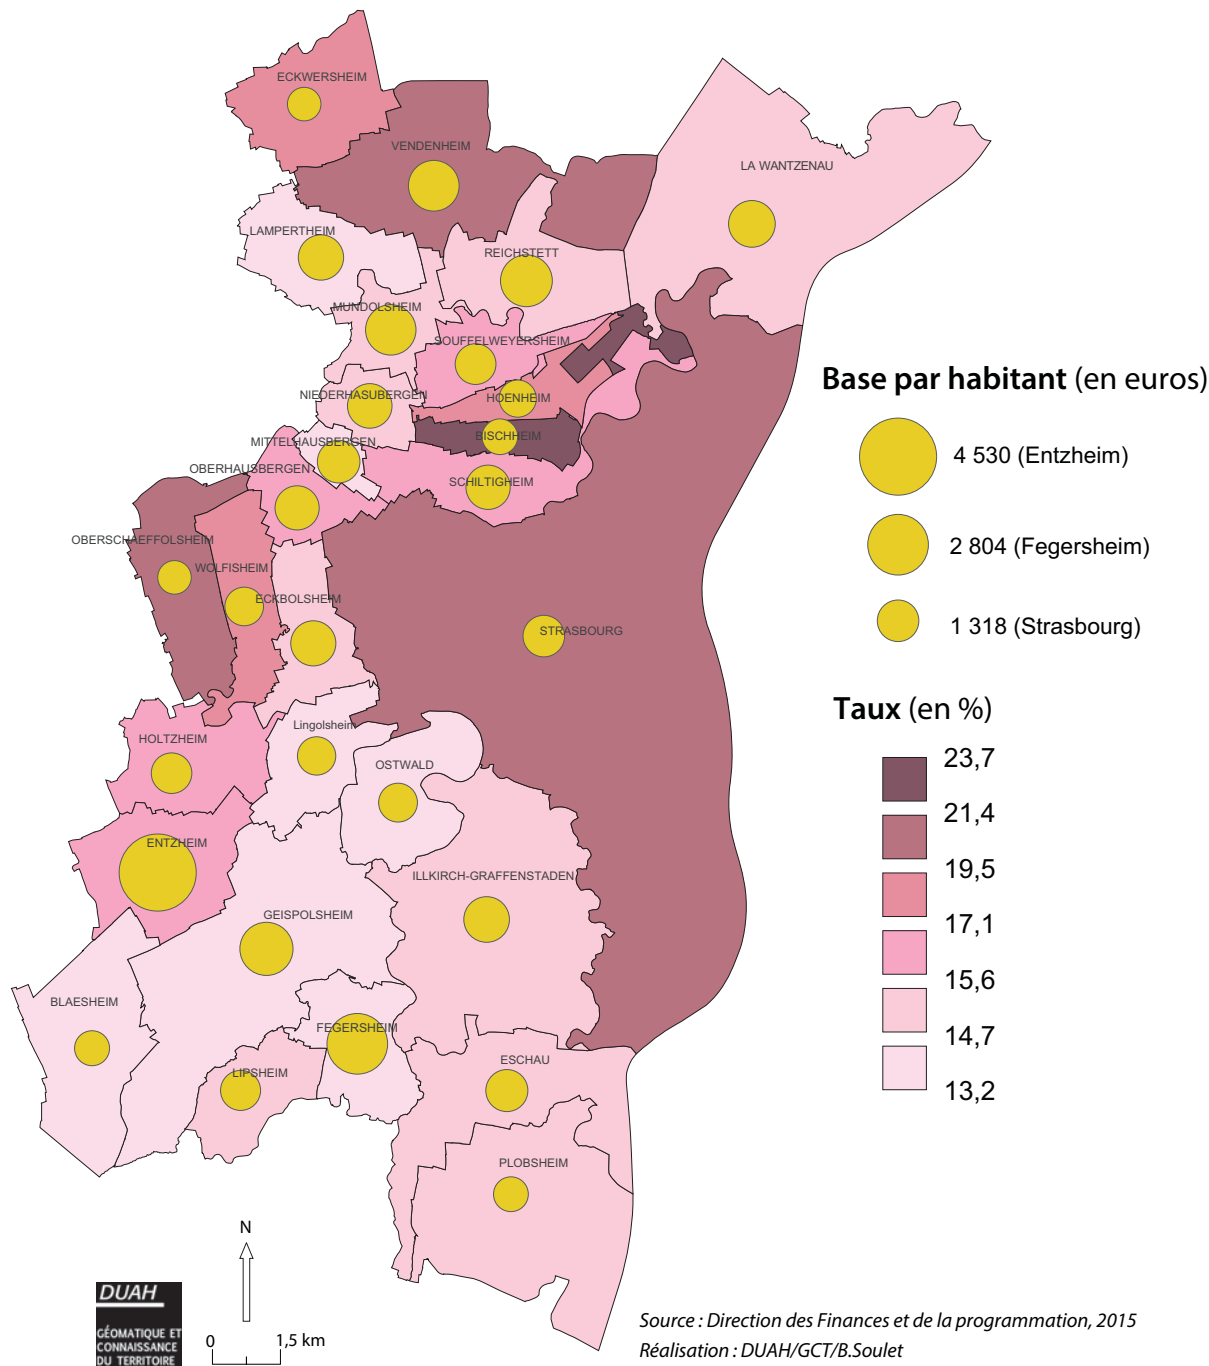 ECKWERSHEIM
VENDENHEIM
LA WANTZENAU
LAMPERTHEIM
REICHSTETT
MUNDOLSHEIM
SOUFFELWEYERSHEIM
NIEDERHASUBERGEN
HOENHEIM
BISCHHEIM
MITTELHAUSBERGEN
OBERHAUSBERGEN
SCHILTIGHEIM
OBERSCHAEFFOLSHEIM
WOLFISHEIM
ECKBOLSHEIM
STRASBOURG
HOLTZHEIM
Lingolsheim
OSTWALD
ENTZHEIM
ILLKIRCH-GRAFFENSTADEN
GEISPOLSHEIM
BLAESHEIM
FEGERSHEIM
LIPSHEIM
ESCHAU
PLOBSHEIM
Base par habitant (en euros)
4 530 (Entzheim)
2 804 (Fegersheim)
1 318 (Strasbourg)
Taux (en %)
23,7
21,4
19,5
17,1
15,6
14,7
13,2
N
0 1,5 km
DUAH
GÉOMATIQUE ET
CONNAISSANCE
DU TERRITOIRE
Source : Direction des Finances et de la programmation, 2015
Réalisation : DUAH/GCT/B.Soulet